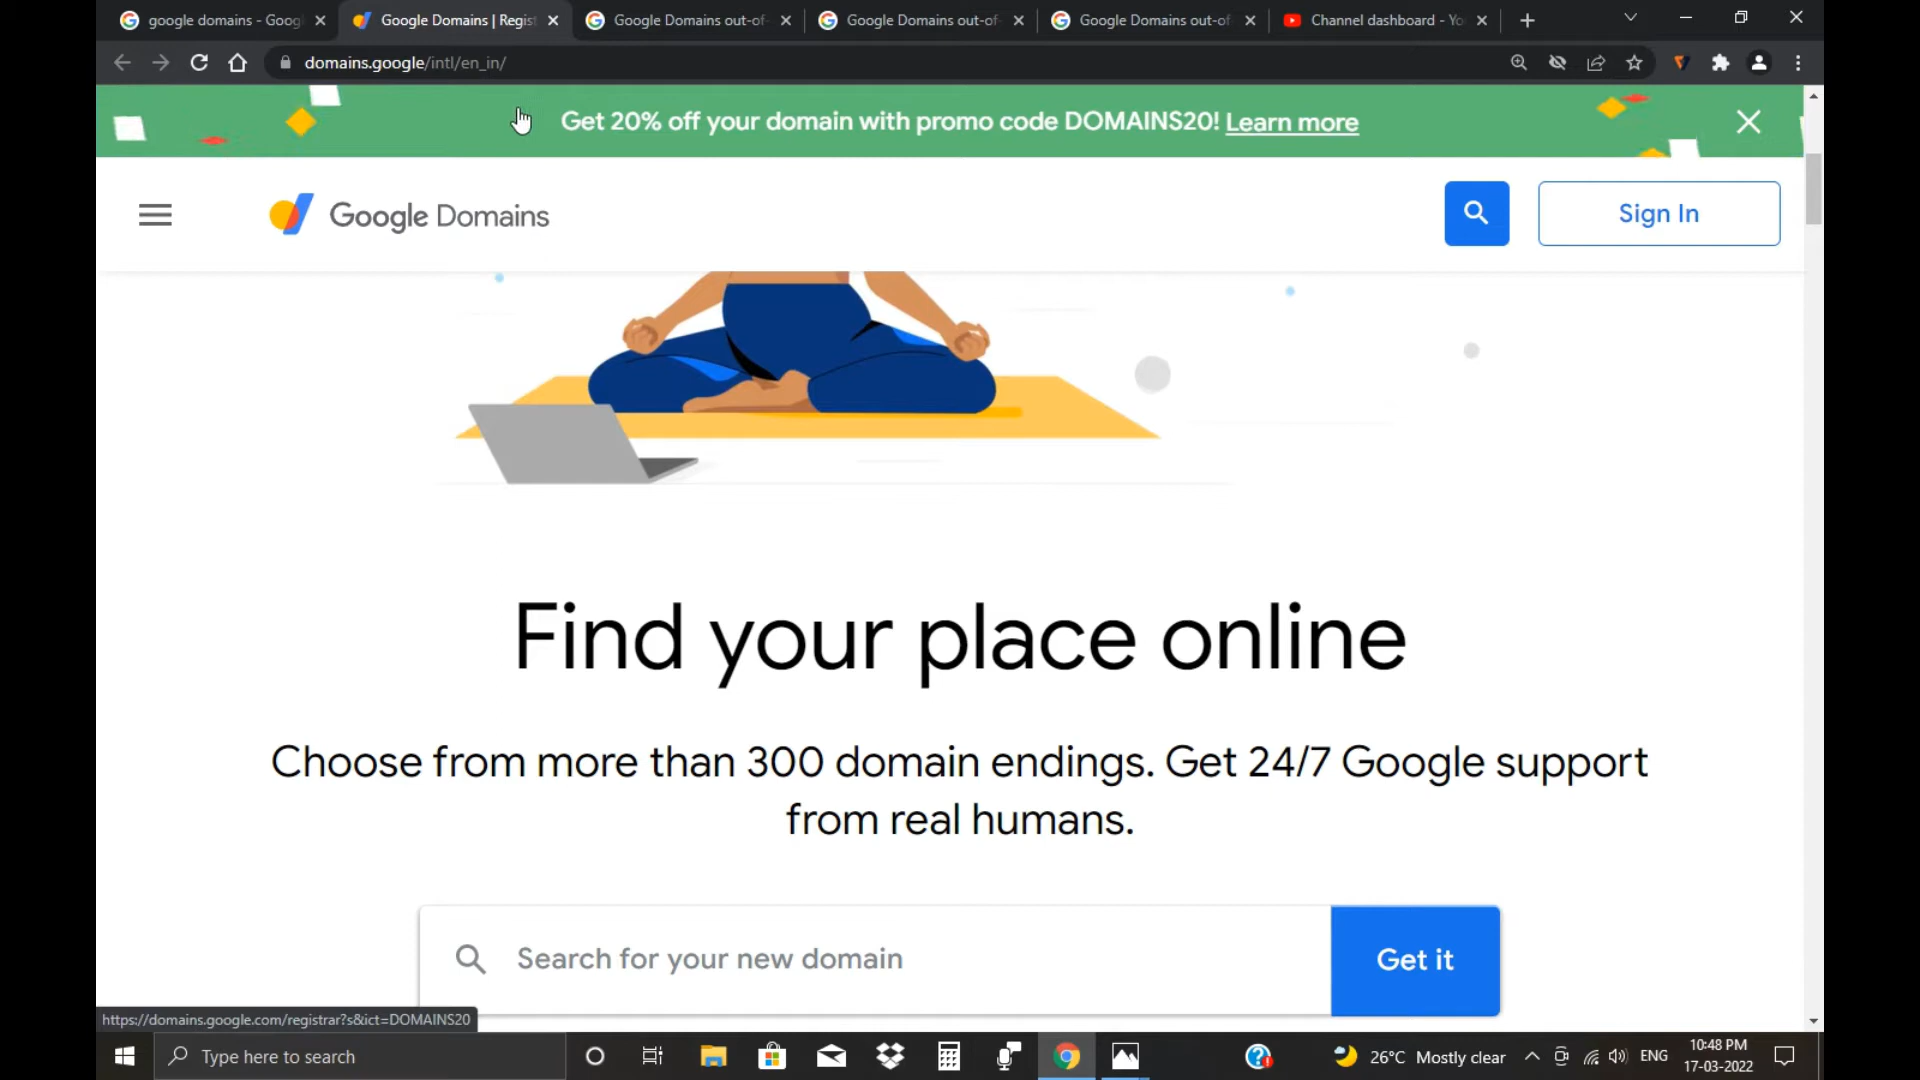 google domains - Goog
Google Domains | Regis
Google Domains out-of-
Google Domains out-of-
Google Domains out-of-
Channel dashboard - Yo
domains.google/intl/en_in/
Get 20% off your domain with promo code DOMAINS20! Learn more
Google Domains
Sign In
Find your place online
Choose from more than 300 domain endings. Get 24/7 Google support
from real humans.
Search for your new domain
Get it
https://domains.google.com/registrar?s&ict=DOMAINS20
Type here to search
26°C Mostly clear
ENG
10:48 PM
17-03-2022